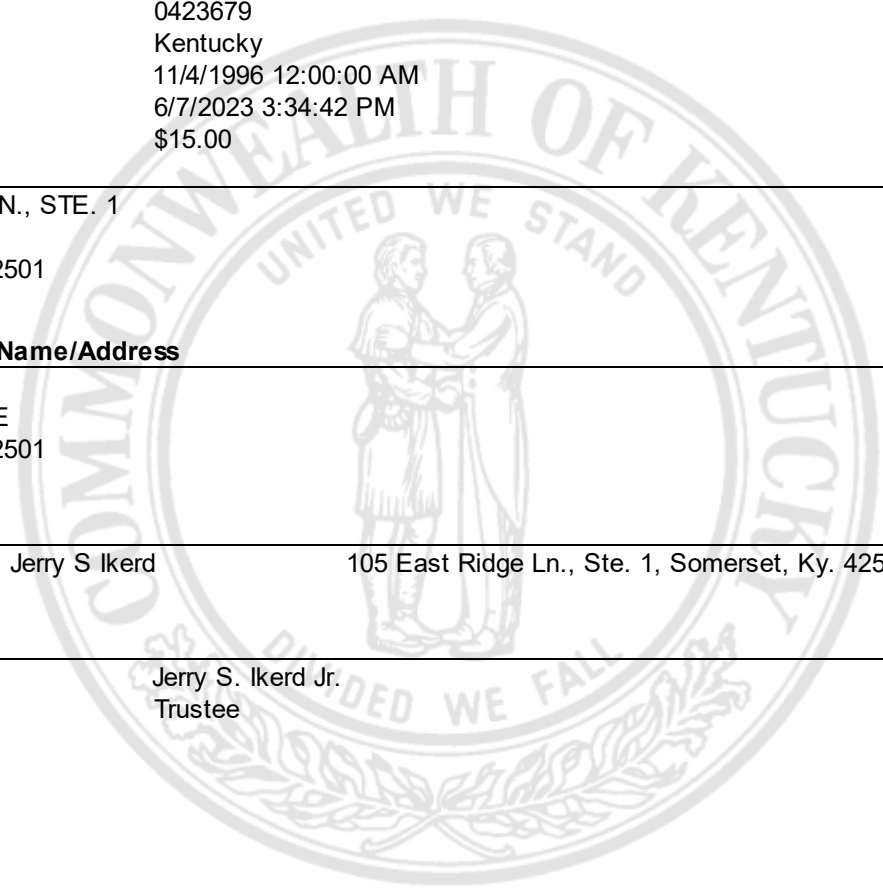 0423679
Kentucky
11/4/1996 12:00:00 AM
6/7/2023 3:34:42 PM
$15.00
N., STE. 1
2501
Name/Address
E
2501
Jerry S Ikerd 105 East Ridge Ln., Ste. 1, Somerset, Ky. 425
Jerry S. Ikerd Jr.
Trustee
COMMONWEALTH OF KENTUCKY
UNITED WE STAND
DIVIDED WE FALL